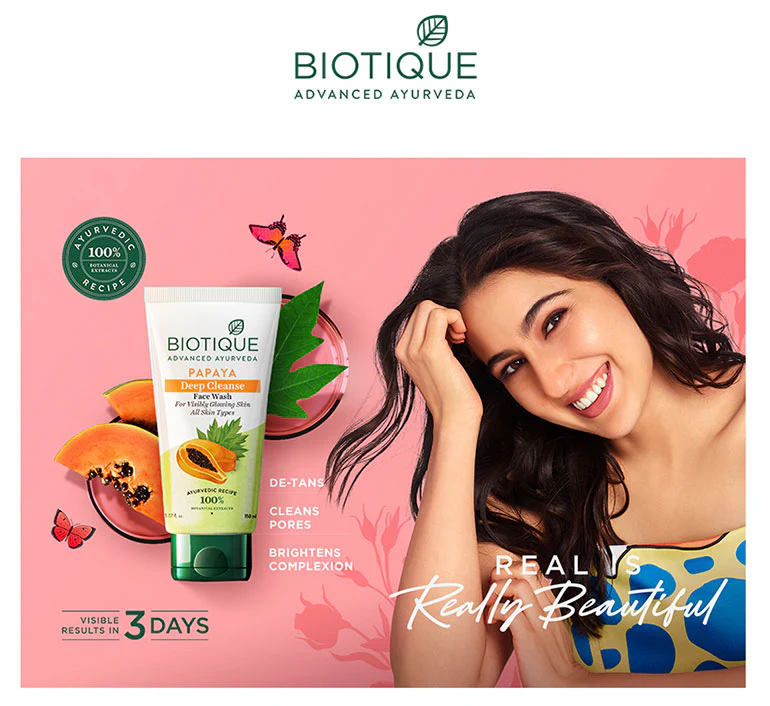 BIOTIQUE
ADVANCED AYURVEDA
AYURVEDIC
100%
BOTANICAL
EXTRACTS
RECIPE
BIOTIQUE
ADVANCED AYURVEDA
PAPAYA
Deep Cleanse
Face Wash
For Visibly Glowing Skin
All Skin Types
AYURVEDIC RECIPE
100%
BOTANICAL EXTRACTS
150 ml
DE-TANS
CLEANS
PORES
BRIGHTENS
COMPLEXION
VISIBLE
RESULTS IN
3 DAYS
REAL IS
Really Beautiful